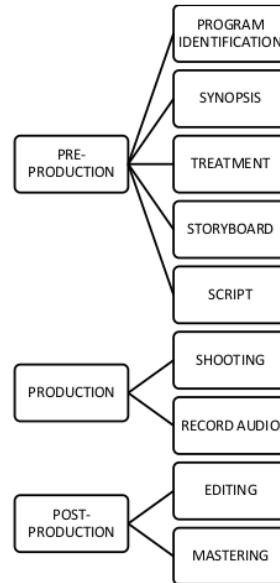 PROGRAM
IDENTIFICATION
SYNOPSIS
PRE-
PRODUCTION
TREATMENT
STORYBOARD
SCRIPT
SHOOTING
PRODUCTION
RECORD AUDIO
EDITING
POST-
PRODUCTION
MASTERING